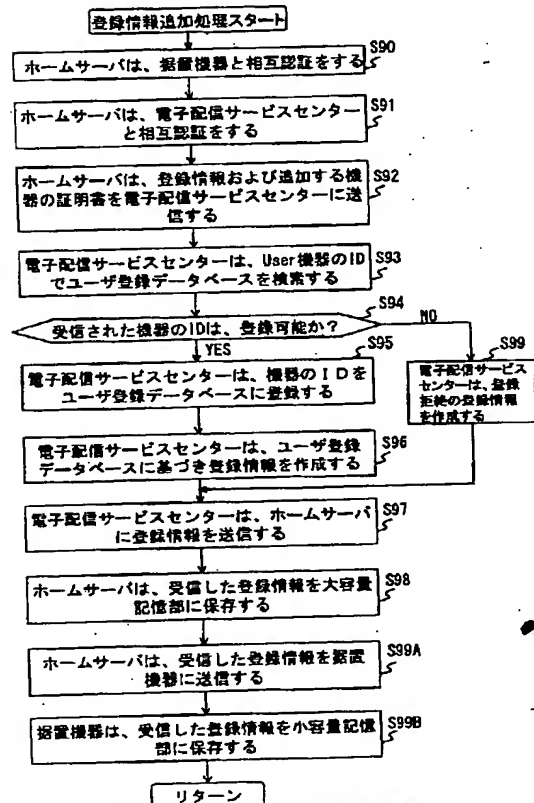 登録情報追加処理スタート
ホームサーバは、据置機器と相互認証をする
S90
ホームサーバは、電子配信サービスセンター
と相互認証をする
S91
ホームサーバは、登録情報および追加する機
器の証明書を電子配信サービスセンターに送
信する
S92
電子配信サービスセンターは、User機器のID
でユーザ登録データベースを検索する
S93
受信された機器のIDは、登録可能か?
S94
NO
YES
S95
電子配信サービスセンターは、機器のIDを
ユーザ登録データベースに登録する
S99
電子配信サービス
センターは、登録
拒絶の登録情報
を作成する
電子配信サービスセンターは、ユーザ登録
データベースに基づき登録情報を作成する
S96
電子配信サービスセンターは、ホームサーバ
に登録情報を送信する
S97
ホームサーバは、受信した登録情報を大容量
記憶部に保存する
S98
ホームサーバは、受信した登録情報を据置
機器に送信する
S99A
据置機器は、受信した登録情報を小容量記憶
部に保存する
S99B
リターン